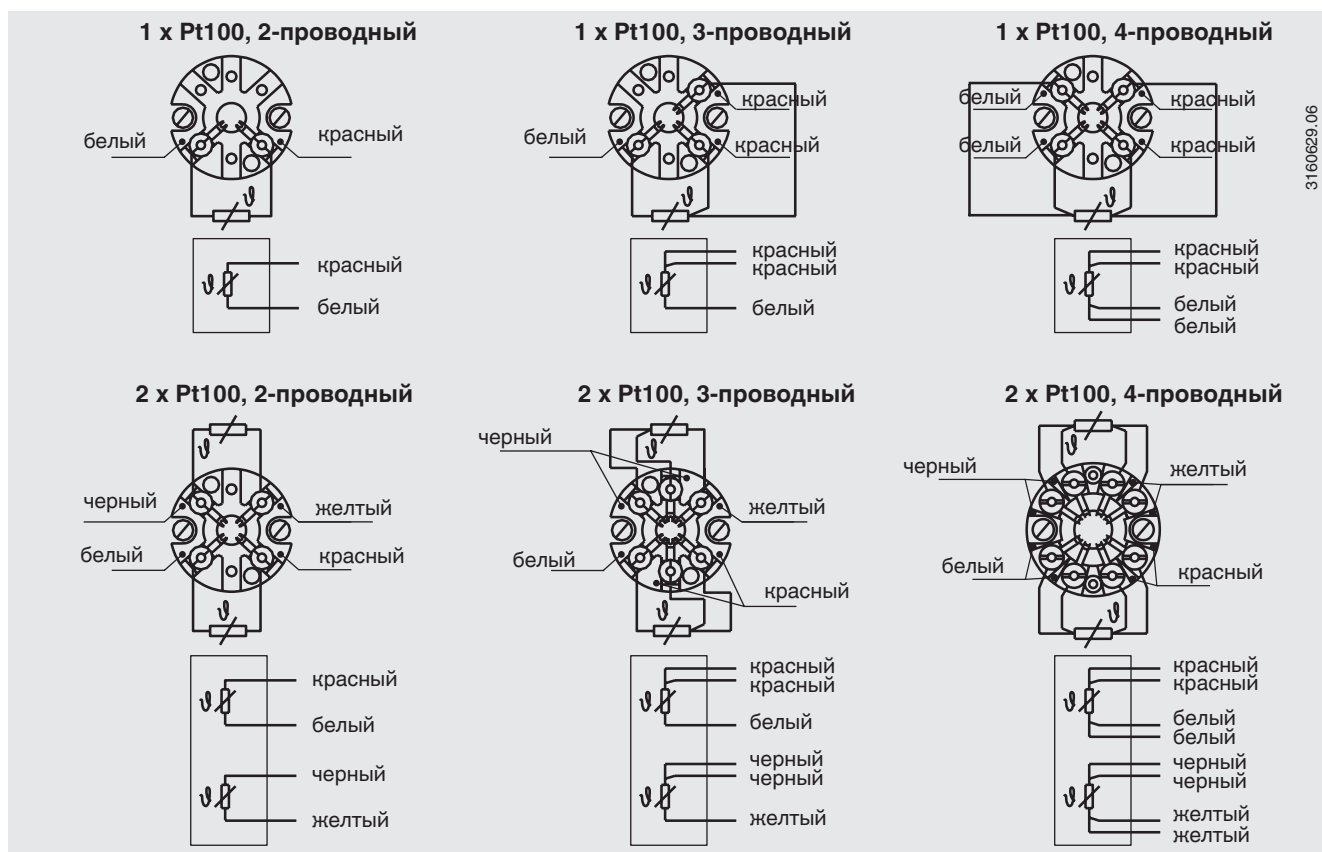 1 x Pt100, 2-проводный
белый
красный
ϑ
ϑ
красный
белый
1 x Pt100, 3-проводный
красный
белый
красный
ϑ
ϑ
красный
красный
белый
1 x Pt100, 4-проводный
белый
красный
белый
красный
ϑ
ϑ
красный
красный
белый
белый
3160629.06
2 x Pt100, 2-проводный
ϑ
черный
желтый
белый
красный
ϑ
ϑ
красный
белый
ϑ
черный
желтый
2 x Pt100, 3-проводный
черный
ϑ
желтый
белый
красный
ϑ
ϑ
красный
красный
белый
ϑ
черный
черный
желтый
2 x Pt100, 4-проводный
ϑ
черный
желтый
белый
красный
ϑ
ϑ
красный
красный
белый
белый
ϑ
черный
черный
желтый
желтый